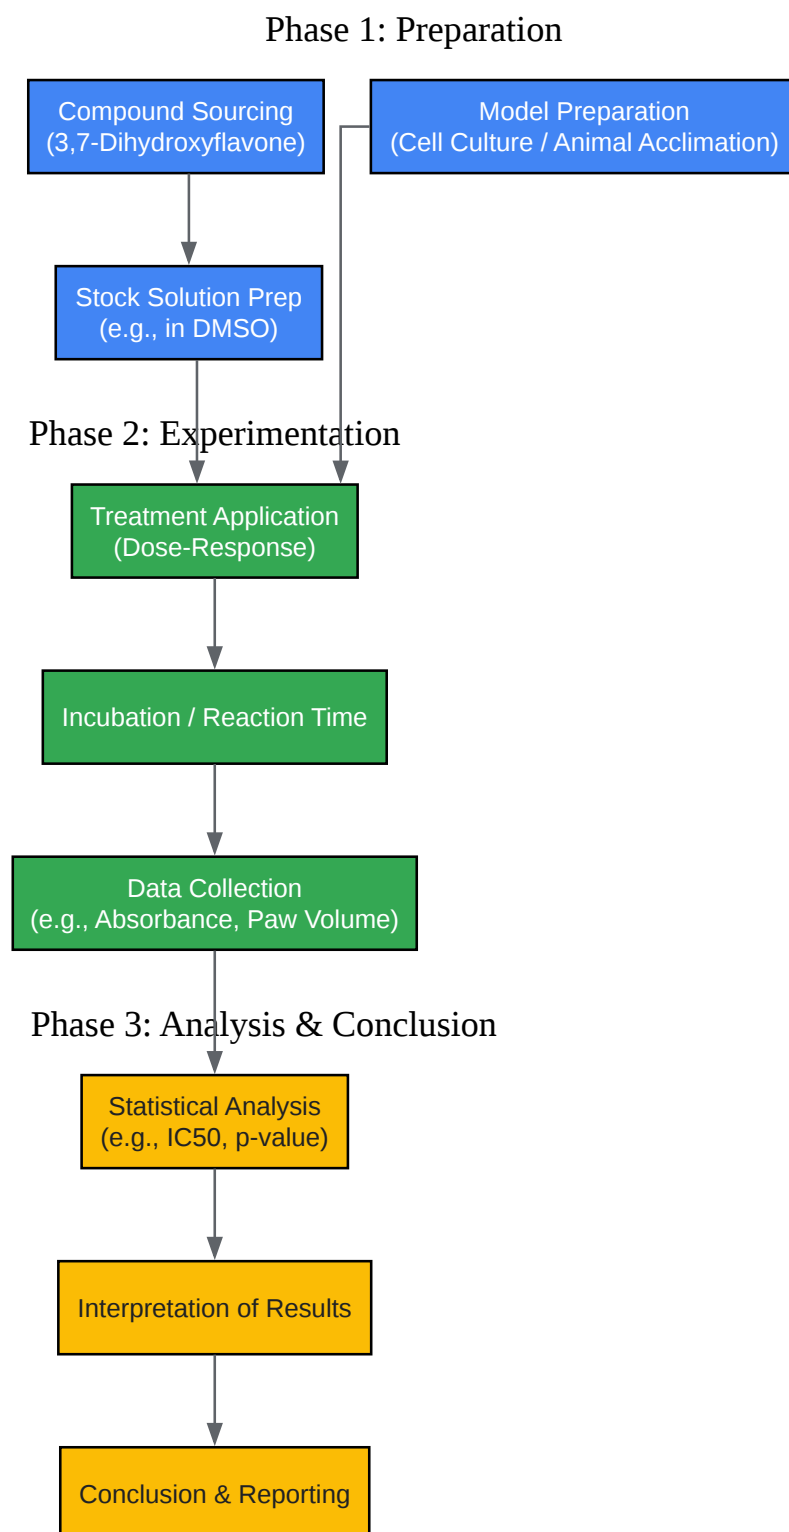 Phase 1: Preparation
Compound Sourcing
(3,7-Dihydroxyflavone)
Model Preparation
(Cell Culture / Animal Acclimation)
Stock Solution Prep
(e.g., in DMSO)
Phase 2: Experimentation
Treatment Application
(Dose-Response)
Incubation / Reaction Time
Data Collection
(e.g., Absorbance, Paw Volume)
Phase 3: Analysis & Conclusion
Statistical Analysis
(e.g., IC50, p-value)
Interpretation of Results
Conclusion & Reporting